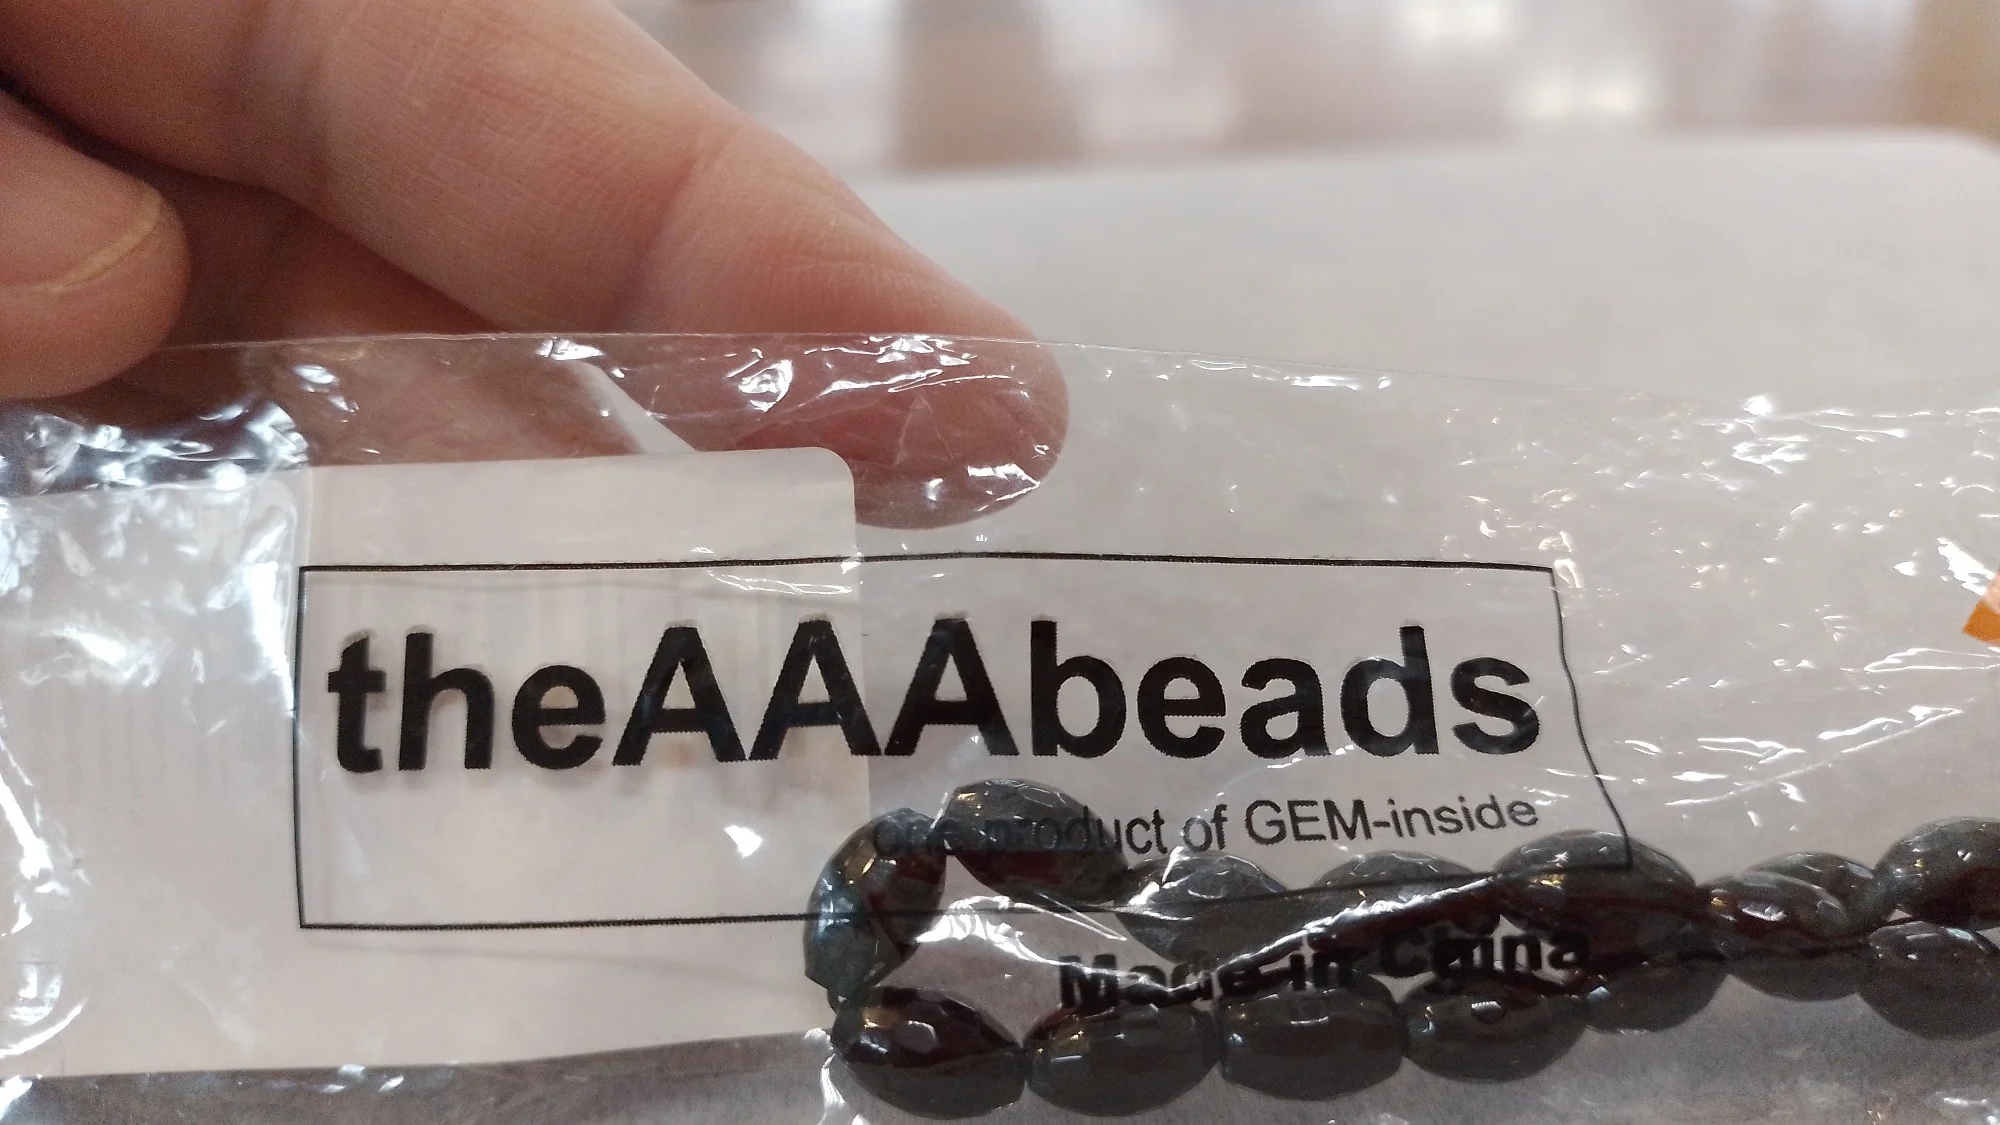 theAAAbeads
one product of GEM-inside
Made in China